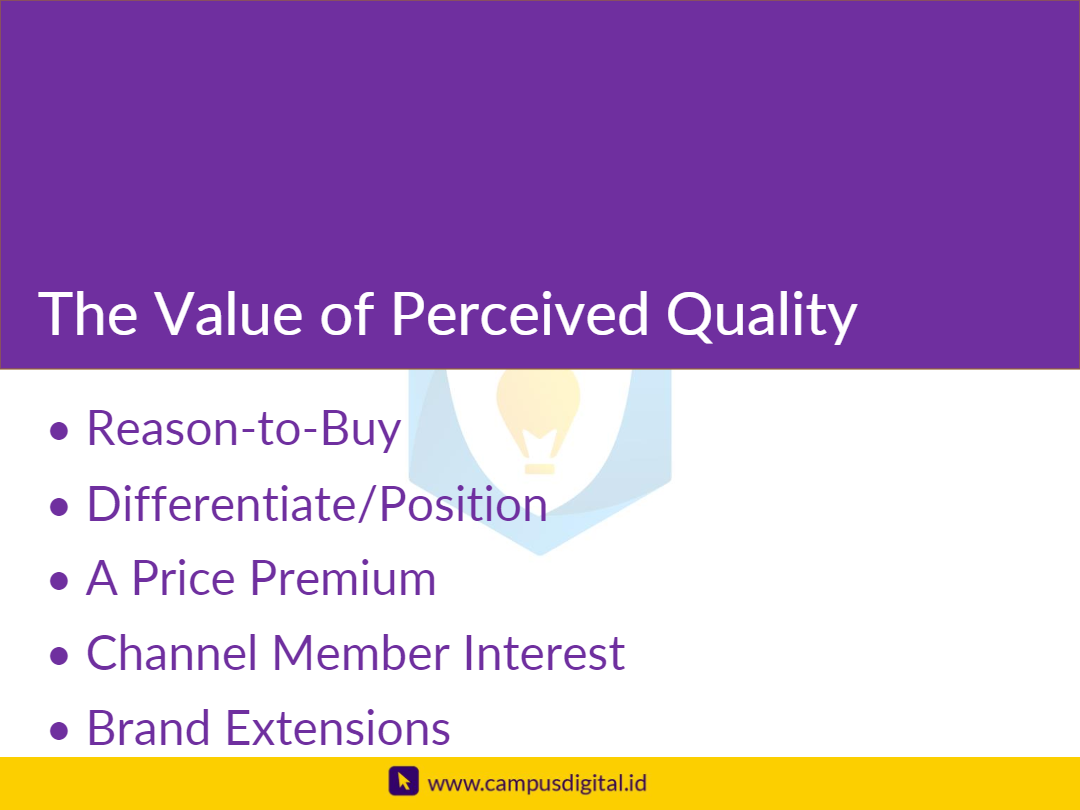 The Value of Perceived Quality
• Reason-to-Buy
• Differentiate/Position
• A Price Premium
• Channel Member Interest
• Brand Extensions
www.campusdigital.id